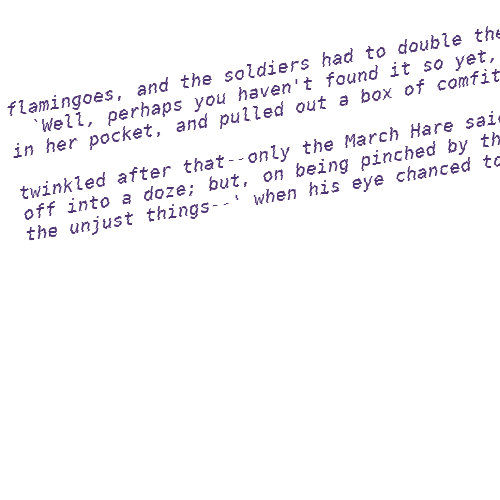 flamingoes, and the soldiers had to double the
`Well, perhaps you haven't found it so yet,
in her pocket, and pulled out a box of comfit
twinkled after that--only the March Hare said
off into a doze; but, on being pinched by th
the unjust things--' when his eye chanced to